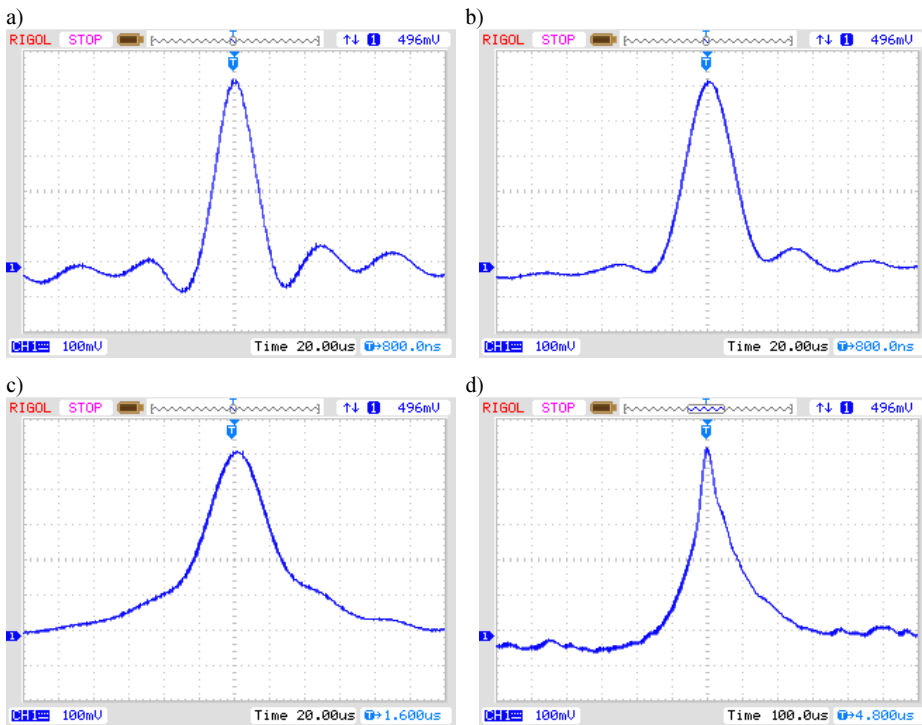 a)
RIGOL STOP T ↑↓ 1 496mV
T
1
CH1 100mV Time 20.00us T→800.0ns
b)
RIGOL STOP T ↑↓ 1 496mV
T
1
CH1 100mV Time 20.00us T→800.0ns
c)
RIGOL STOP T ↑↓ 1 496mV
T
1
CH1 100mV Time 20.00us T→1.600us
d)
RIGOL STOP T ↑↓ 1 496mV
T
1
CH1 100mV Time 100.0us T→4.800us